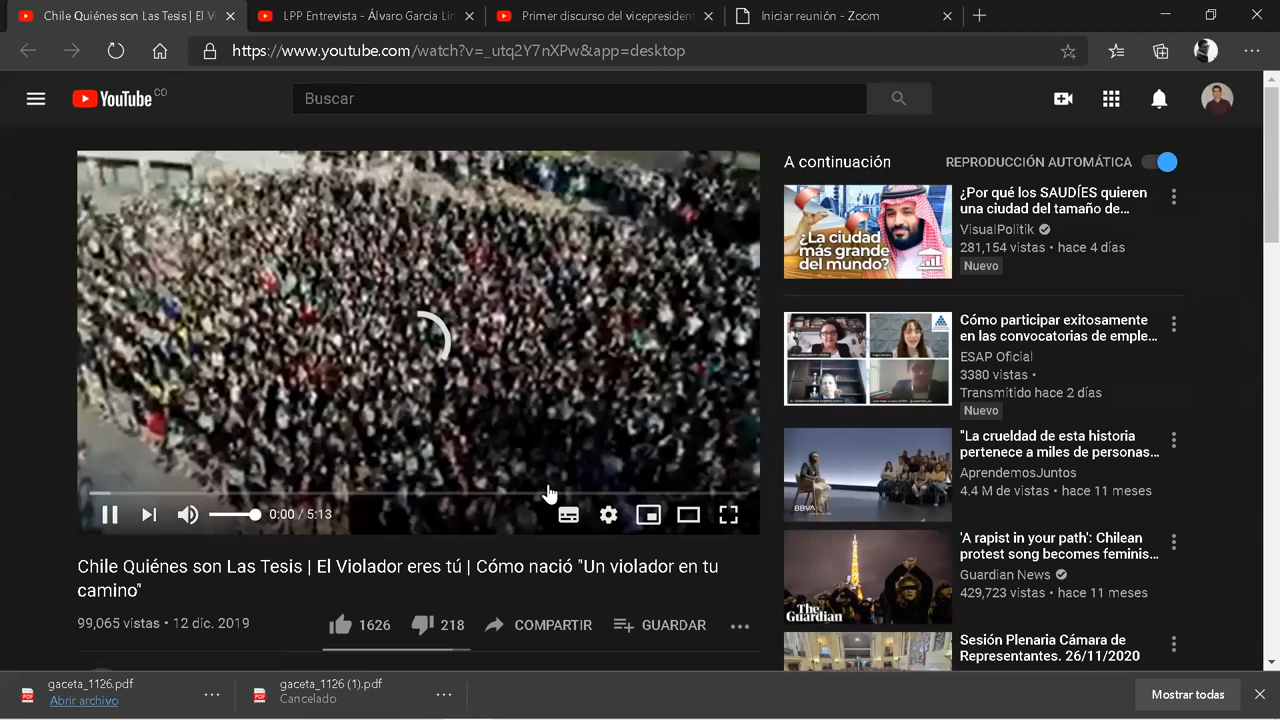 Chile Quiénes son Las Tesis | El Vi
LPP Entrevista - Álvaro Garcia Lin
Primer discurso del vicepresident
Iniciar reunión - Zoom
https://www.youtube.com/watch?v=_utq2Y7nXPw&app=desktop
YouTube CO
Buscar
A continuación
REPRODUCCIÓN AUTOMÁTICA
¿La ciudad
más grande
del mundo?
¿Por qué los SAUDÍES quieren
una ciudad del tamaño de...
VisualPolitik
281,154 vistas • hace 4 días
Nuevo
Cómo participar exitosamente
en las convocatorias de emple...
ESAP Oficial
3380 vistas •
Transmitido hace 2 días
Nuevo
BBVA
"La crueldad de esta historia
pertenece a miles de personas...
AprendemosJuntos
4.4 M de vistas • hace 11 meses
The
Guardian
'A rapist in your path': Chilean
protest song becomes feminis...
Guardian News
429,723 vistas • hace 11 meses
Sesión Plenaria Cámara de
Representantes. 26/11/2020
0:00 / 5:13
Chile Quiénes son Las Tesis | El Violador eres tú | Cómo nació "Un violador en tu
camino"
99,065 vistas • 12 dic. 2019
1626
218
COMPARTIR
GUARDAR
gaceta_1126.pdf
Abrir archivo
gaceta_1126 (1).pdf
Cancelado
Mostrar todas